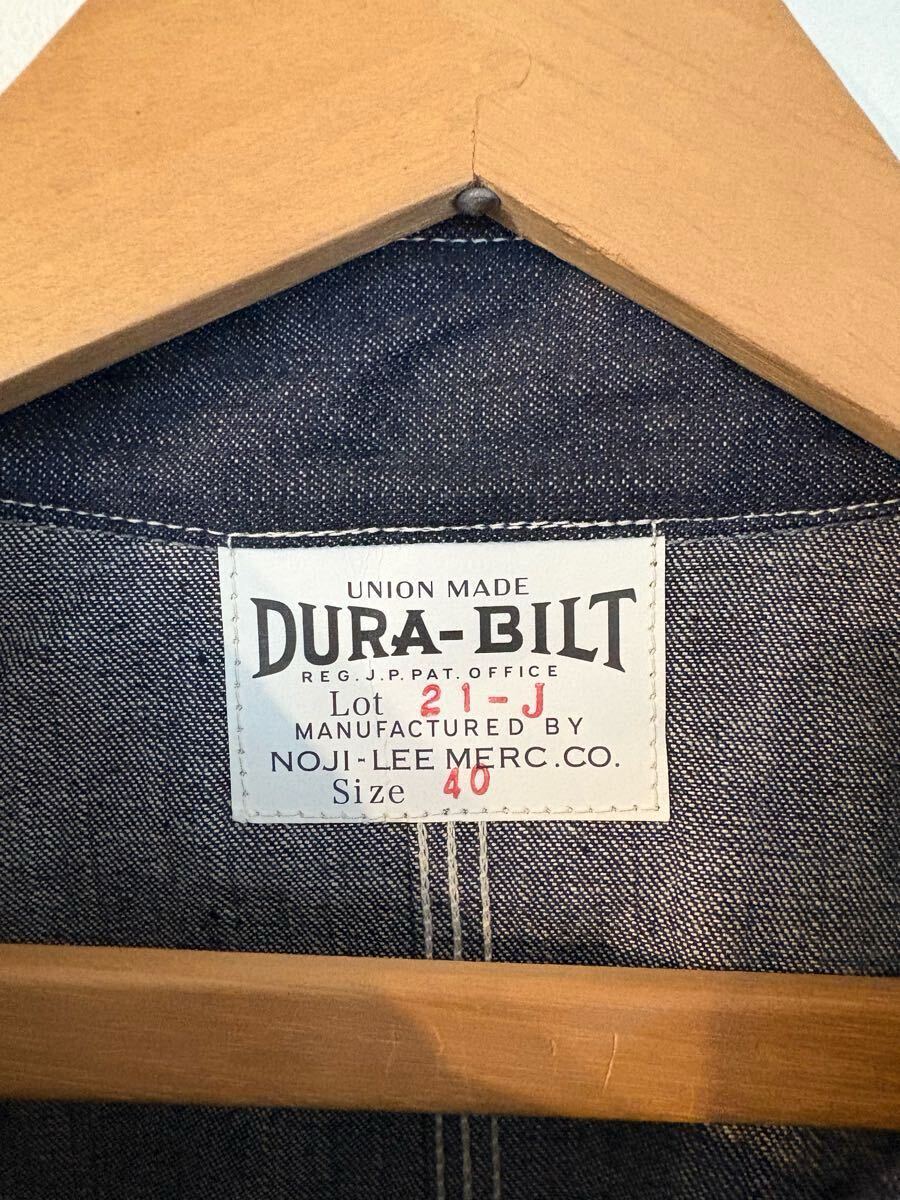 UNION MADE
DURA-BILT
REG. J.P. PAT. OFFICE
Lot 21-J
MANUFACTURED BY
NOJI-LEE MERC.CO.
Size 40